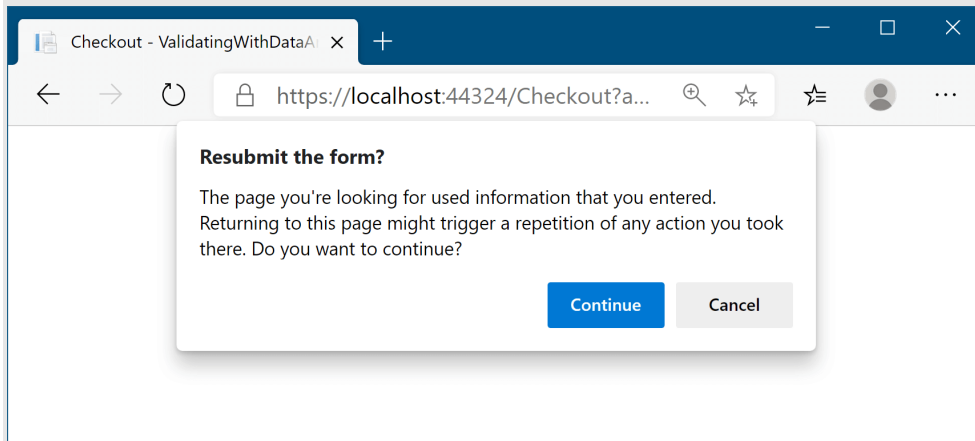 Checkout - ValidatingWithDataA
https://localhost:44324/Checkout?a...
Resubmit the form?
The page you're looking for used information that you entered.
Returning to this page might trigger a repetition of any action you took
there. Do you want to continue?
Continue
Cancel